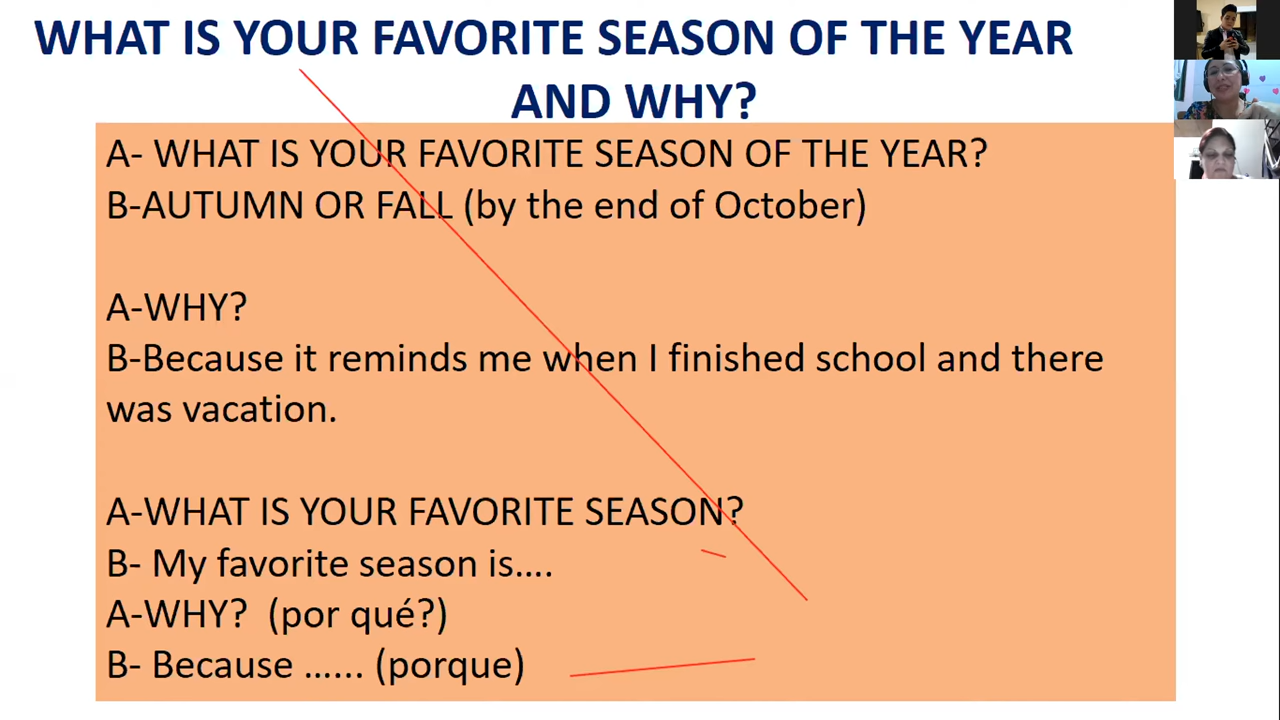 WHAT IS YOUR FAVORITE SEASON OF THE YEAR
AND WHY?
A- WHAT IS YOUR FAVORITE SEASON OF THE YEAR?
B-AUTUMN OR FALL (by the end of October)
A-WHY?
B-Because it reminds me when I finished school and there
was vacation.
A-WHAT IS YOUR FAVORITE SEASON?
B- My favorite season is....
A-WHY?  (por qué?)
B- Because …... (porque)